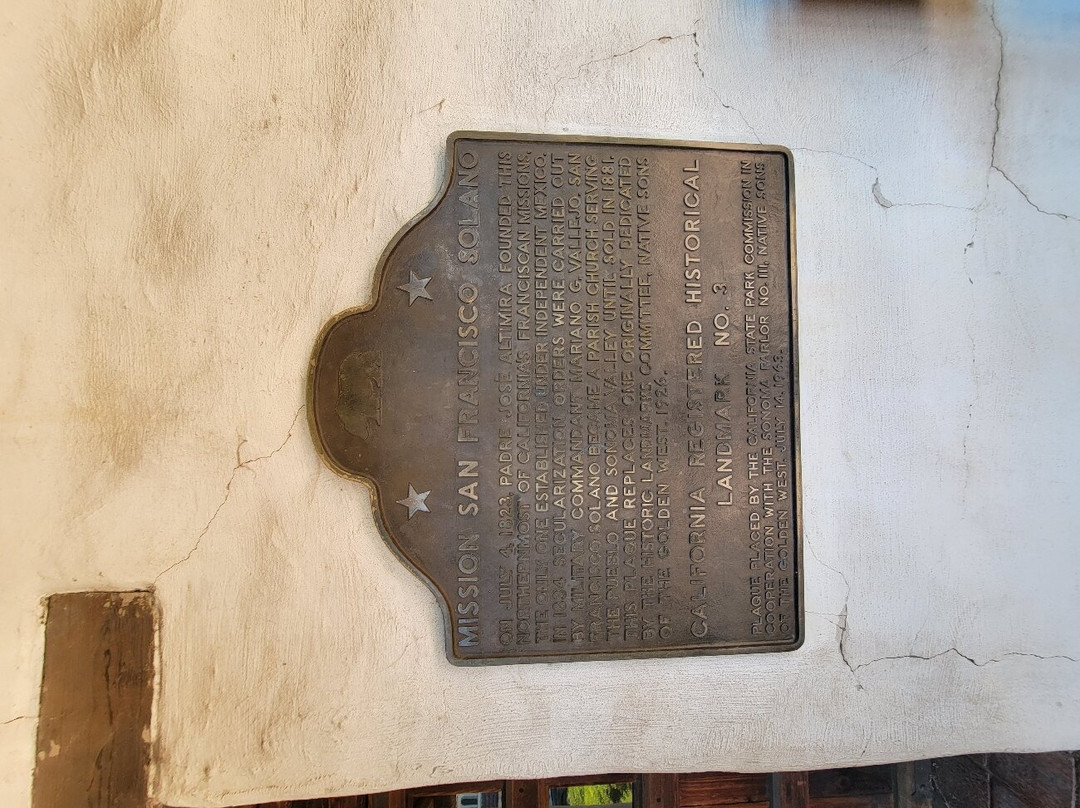 MISSION SAN FRANCISCO SOLANO
ON JULY 4, 1823, PADRE JOSÉ ALTIMIRA FOUNDED THIS
NORTHERNMOST OF CALIFORNIA'S FRANCISCAN MISSIONS,
THE ONLY ONE ESTABLISHED UNDER INDEPENDENT MEXICO.
IN 1834 SECULARIZATION ORDERS WERE CARRIED OUT
BY MILITARY COMMANDANT MARIANO G. VALLEJO. SAN
FRANCISCO SOLANO BECAME A PARISH CHURCH SERVING
THE PUEBLO AND SONOMA VALLEY UNTIL SOLD IN 1881.
THIS PLAQUE REPLACES ONE ORIGINALLY DEDICATED
BY THE HISTORIC LANDMARKS COMMITTEE, NATIVE SONS
OF THE GOLDEN WEST, 1926.
CALIFORNIA REGISTERED HISTORICAL
LANDMARK NO. 3
PLAQUE PLACED BY THE CALIFORNIA STATE PARK COMMISSION IN
COOPERATION WITH THE SONOMA PARLOR NO. 111, NATIVE SONS
OF THE GOLDEN WEST, JULY 14, 1963.